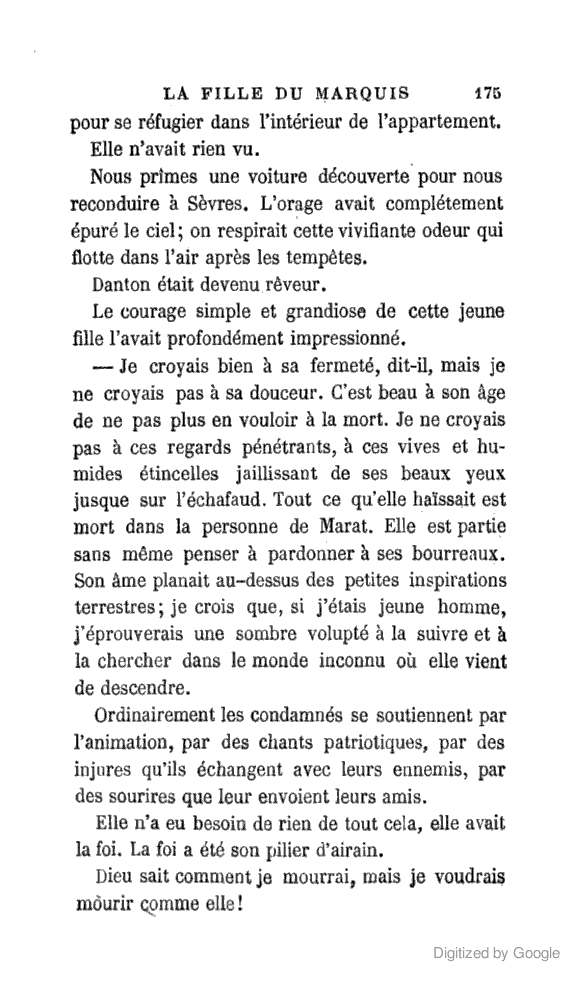 LA FILLE DU MARQUIS 175
pour se réfugier dans l'intérieur de l'appartement.
Elle n'avait rien vu.
Nous prîmes une voiture découverte pour nous
reconduire à Sèvres. L'orage avait complétement
épuré le ciel; on respirait cette vivifiante odeur qui
flotte dans l'air après les tempêtes.
Danton était devenu rêveur.
Le courage simple et grandiose de cette jeune
fille l'avait profondément impressionné.
— Je croyais bien à sa fermeté, dit-il, mais je
ne croyais pas à sa douceur. C'est beau à son âge
de ne pas plus en vouloir à la mort. Je ne croyais
pas à ces regards pénétrants, à ces vives et hu-
mides étincelles jaillissant de ses beaux yeux
jusque sur l'échafaud. Tout ce qu'elle haïssait est
mort dans la personne de Marat. Elle est partie
sans même penser à pardonner à ses bourreaux.
Son âme planait au-dessus des petites inspirations
terrestres; je crois que, si j'étais jeune homme,
j'éprouverais une sombre volupté à la suivre et à
la chercher dans le monde inconnu où elle vient
de descendre.
Ordinairement les condamnés se soutiennent par
l'animation, par des chants patriotiques, par des
injures qu'ils échangent avec leurs ennemis, par
des sourires que leur envoient leurs amis.
Elle n'a eu besoin de rien de tout cela, elle avait
la foi. La foi a été son pilier d'airain.
Dieu sait comment je mourrai, mais je voudrais
mourir comme elle!
Digitized by Google